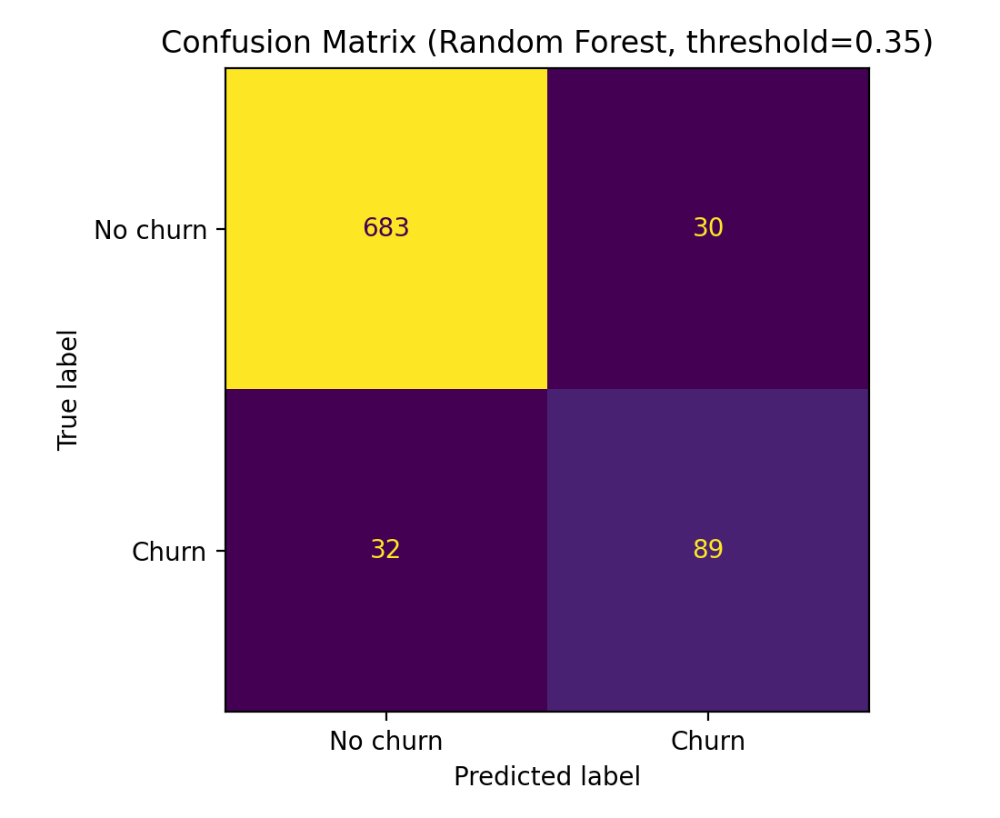 Confusion Matrix (Random Forest, threshold=0.35)
True label
No churn
683
30
Churn
32
89
No churn
Churn
Predicted label